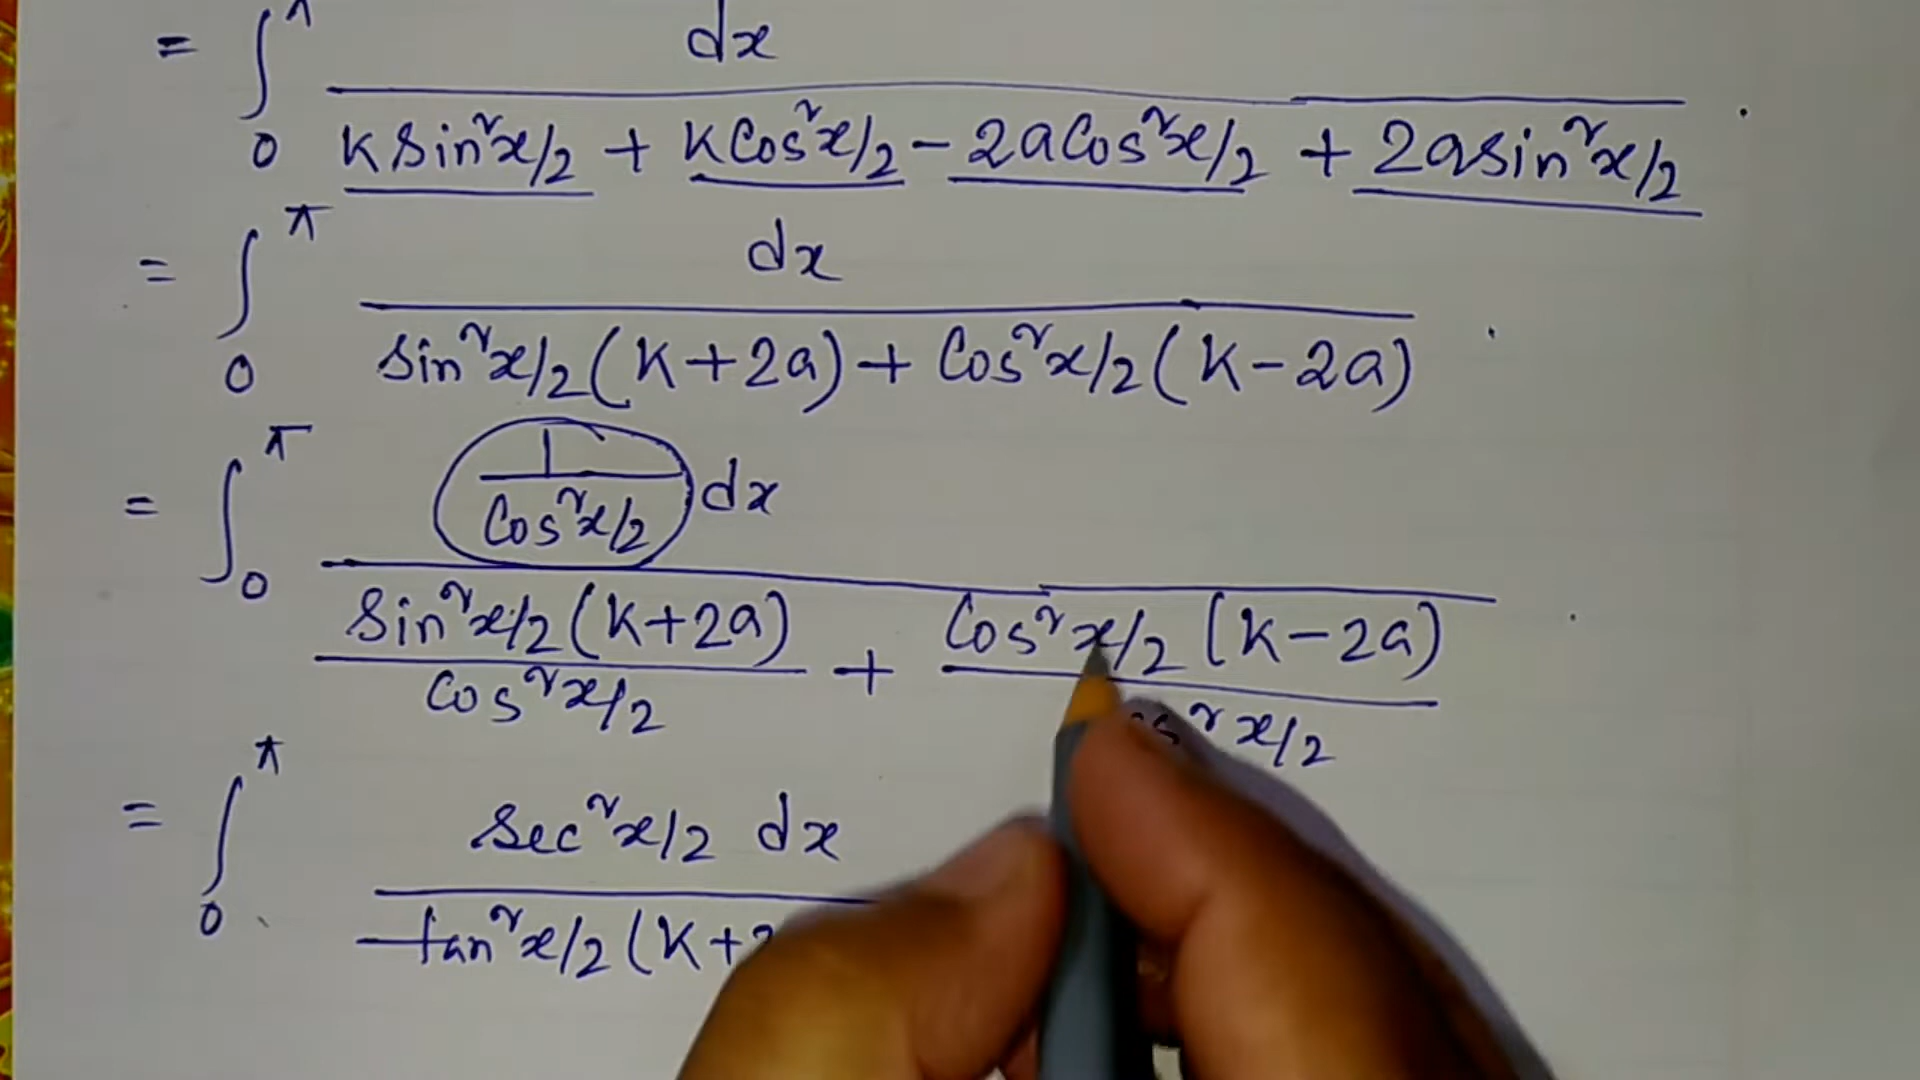 = ∫₀^π dx / (k sin²x/2 + k cos²x/2 - 2a cos²x/2 + 2a sin²x/2)
= ∫₀^π dx / (sin²x/2 (k+2a) + cos²x/2 (k-2a))
= ∫₀^π (1 / cos²x/2) dx / (sin²x/2 (k+2a) / cos²x/2 + cos²x/2 (k-2a) / cos²x/2)
= ∫₀^π sec²x/2 dx / tan²x/2 (k+2